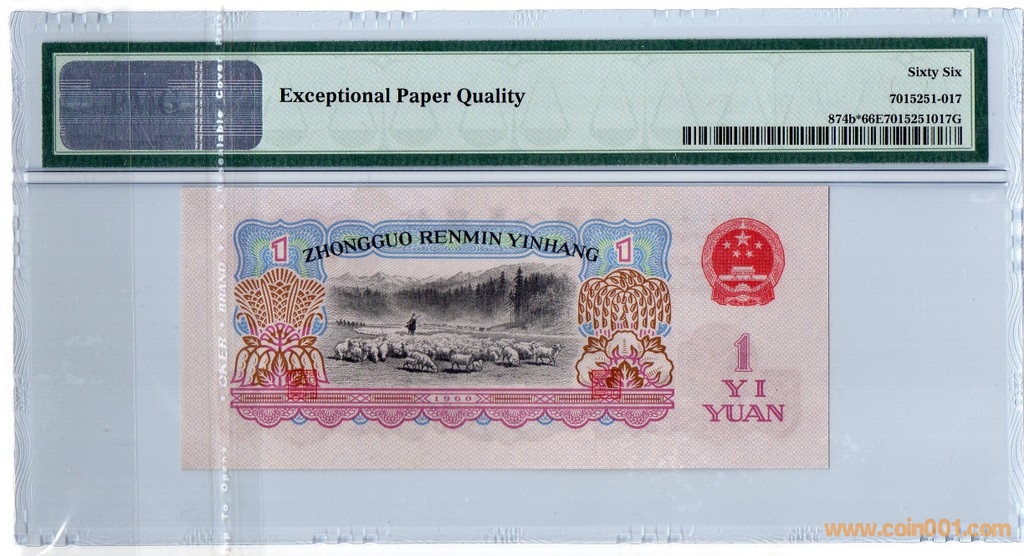 Sixty Six
Exceptional Paper Quality
7015251-017
874b*66E7015251017G
PMG
ZHONGGUO RENMIN YINHANG
1
1
1
YI
YUAN
1960
www.coin001.com